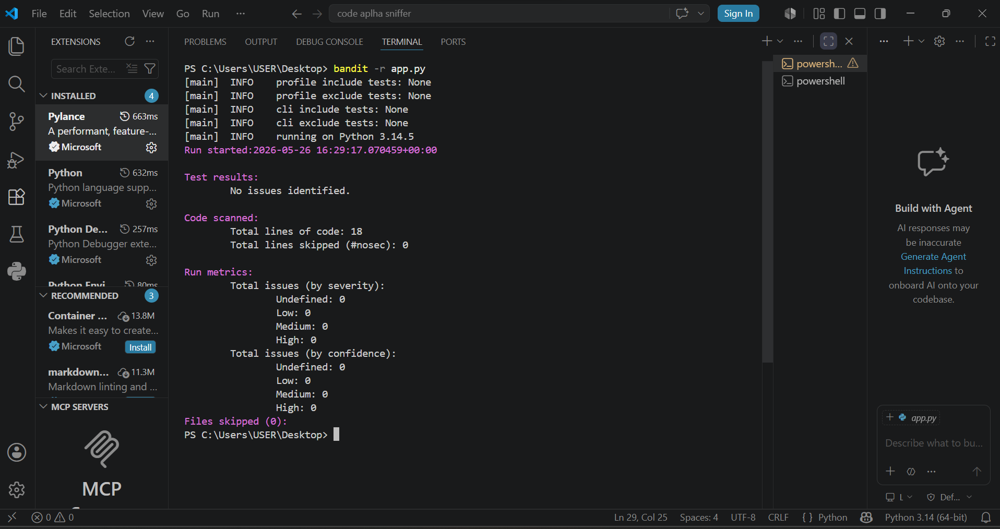 File Edit Selection View Go Run ···
code aplha sniffer
Sign In
EXTENSIONS
Search Exte...
INSTALLED 4
Pylance 663ms
A performant, feature-...
Microsoft
Python 632ms
Python language supp...
Microsoft
Python De... 257ms
Python Debugger exte...
Microsoft
Python Envi 80ms
RECOMMENDED 3
Container ... 13.8M
Makes it easy to create...
Microsoft Install
markdown... 11.3M
Markdown linting and ...
MCP SERVERS
MCP
PROBLEMS OUTPUT DEBUG CONSOLE TERMINAL PORTS
PS C:\Users\USER\Desktop> bandit -r app.py
[main]  INFO    profile include tests: None
[main]  INFO    profile exclude tests: None
[main]  INFO    cli include tests: None
[main]  INFO    cli exclude tests: None
[main]  INFO    running on Python 3.14.5
Run started:2026-05-26 16:29:17.070459+00:00
Test results:
        No issues identified.
Code scanned:
        Total lines of code: 18
        Total lines skipped (#nosec): 0
Run metrics:
        Total issues (by severity):
                Undefined: 0
                Low: 0
                Medium: 0
                High: 0
        Total issues (by confidence):
                Undefined: 0
                Low: 0
                Medium: 0
                High: 0
Files skipped (0):
PS C:\Users\USER\Desktop>
powersh...
powershell
Build with Agent
AI responses may
be inaccurate
Generate Agent
Instructions to
onboard AI onto your
codebase.
app.py
Describe what to bu...
L
Def...
0 0
Ln 29, Col 25 Spaces: 4 UTF-8 CRLF { } Python Python 3.14 (64-bit)